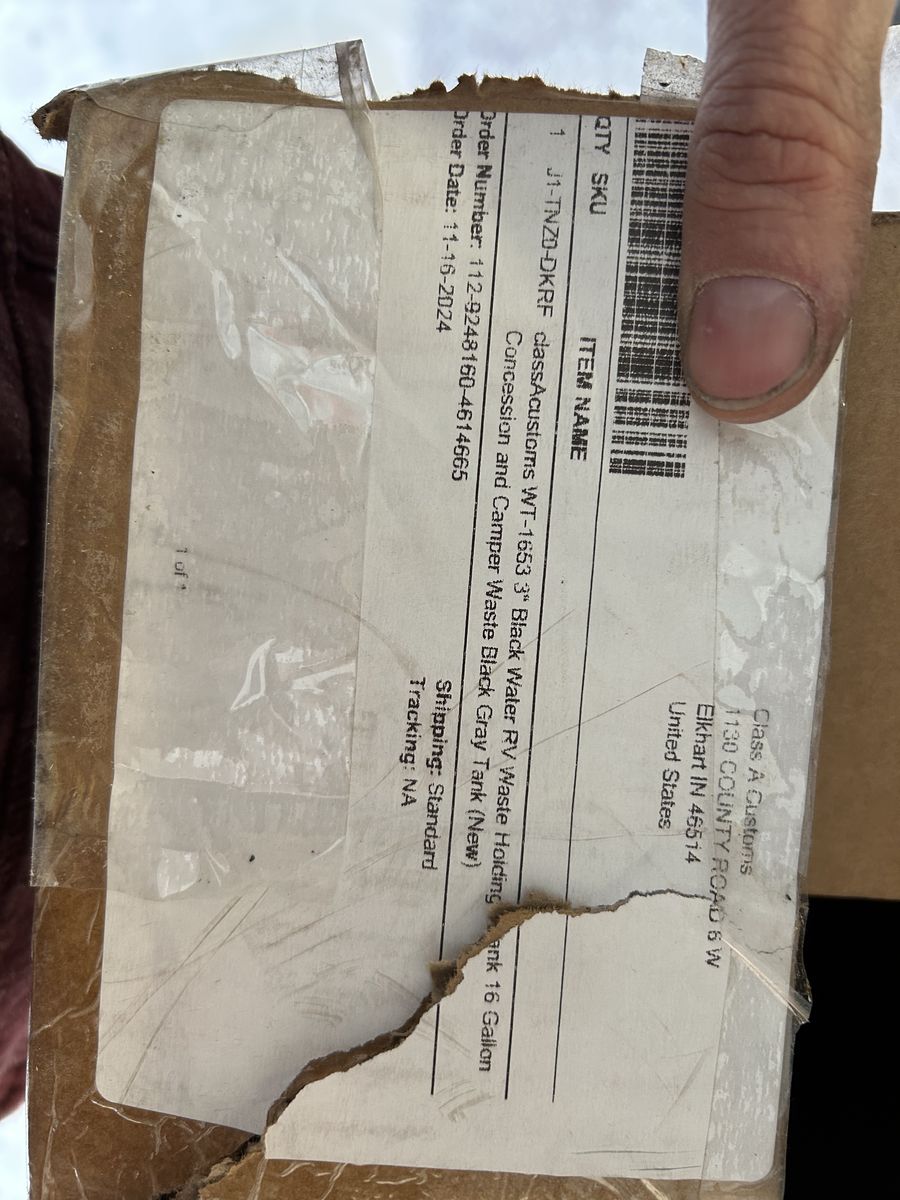 Class A Customs
1130 COUNTY ROAD 6 W
Elkhart IN 46514
United States
QTY SKU ITEM NAME
1 J1-TNZ0-DKRF classAcustoms WT-1653 3" Black Water RV Waste Holding Tank 16 Gallon
Concession and Camper Waste Black Gray Tank (New)
Order Number: 112-9248160-4614665
Order Date: 11-16-2024
Shipping: Standard
Tracking: NA
1 of 1